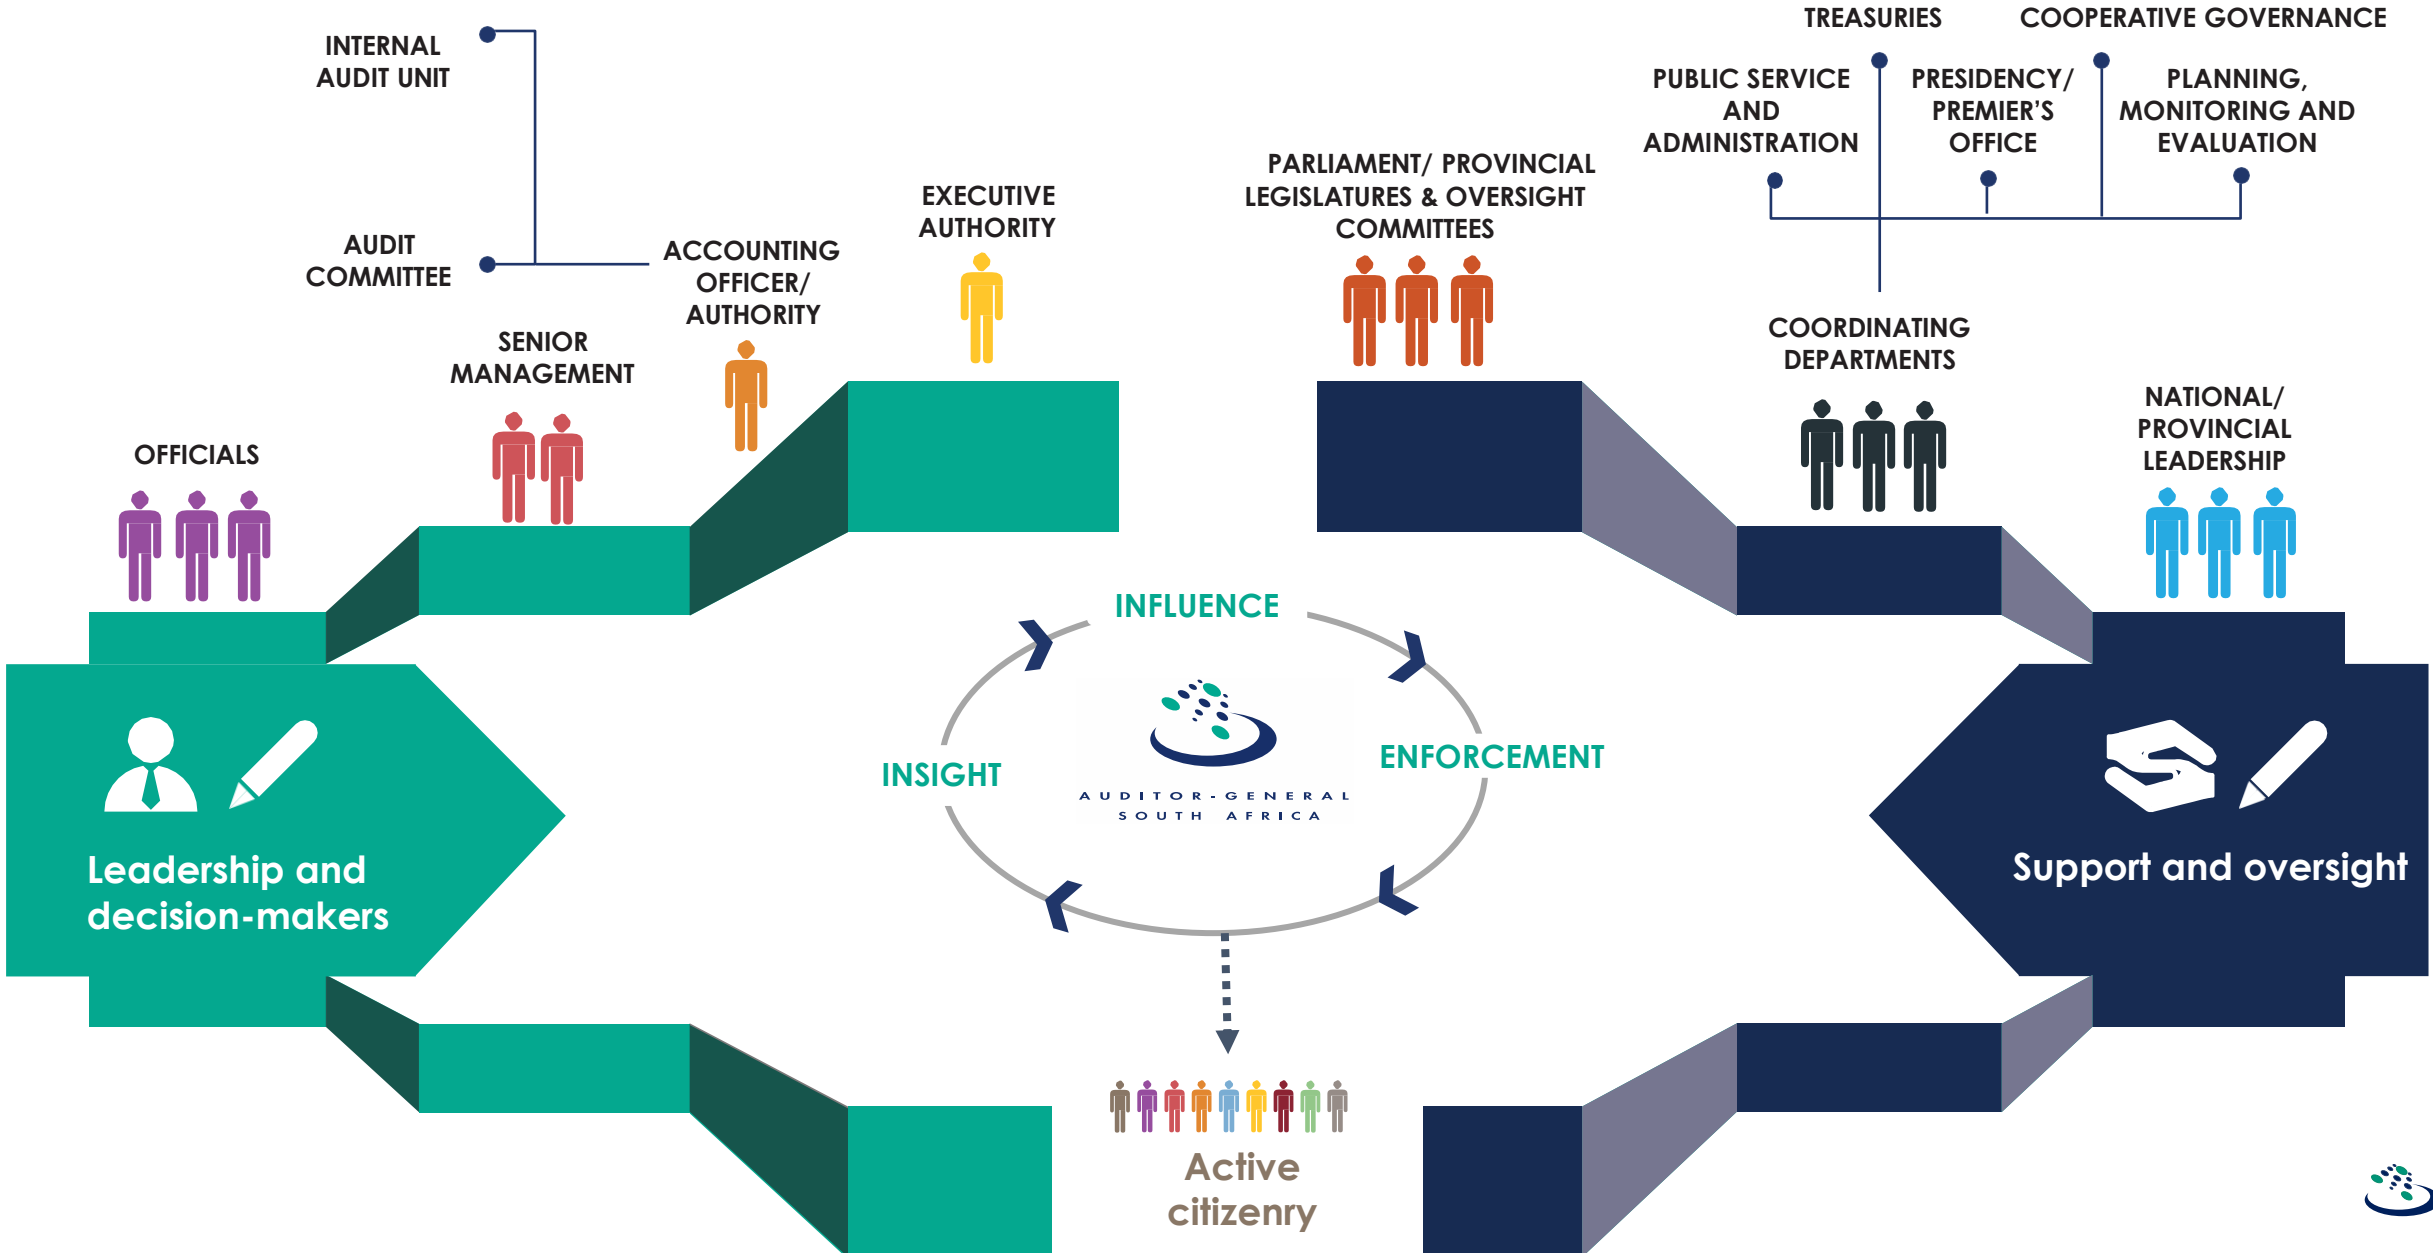 INTERNAL
AUDIT UNIT
AUDIT
COMMITTEE
OFFICIALS
SENIOR
MANAGEMENT
ACCOUNTING
OFFICER/
AUTHORITY
EXECUTIVE
AUTHORITY
PARLIAMENT/ PROVINCIAL
LEGISLATURES & OVERSIGHT
COMMITTEES
TREASURIES
COOPERATIVE GOVERNANCE
PUBLIC SERVICE
AND
ADMINISTRATION
PRESIDENCY/
PREMIER’S
OFFICE
PLANNING,
MONITORING AND
EVALUATION
COORDINATING
DEPARTMENTS
NATIONAL/
PROVINCIAL
LEADERSHIP
INFLUENCE
INSIGHT
ENFORCEMENT
AUDITOR-GENERAL
SOUTH AFRICA
Leadership and
decision-makers
Support and oversight
Active
citizenry